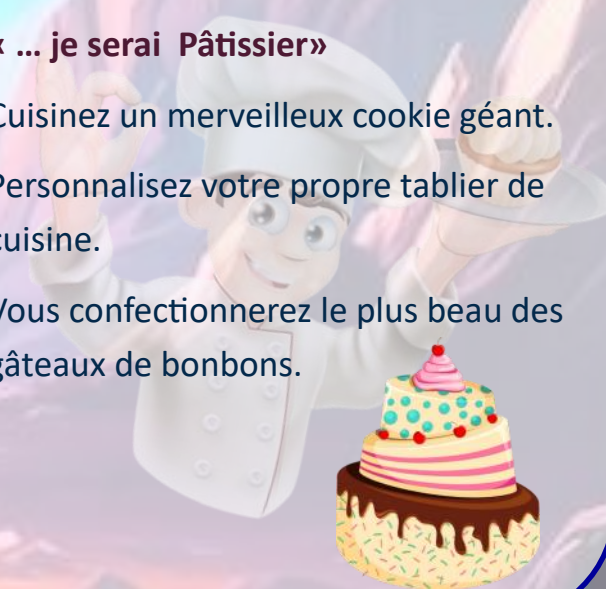 « … je serai  Pâtissier»
Cuisinez un merveilleux cookie géant.
Personnalisez votre propre tablier de
cuisine.
Vous confectionnerez le plus beau des
gâteaux de bonbons.